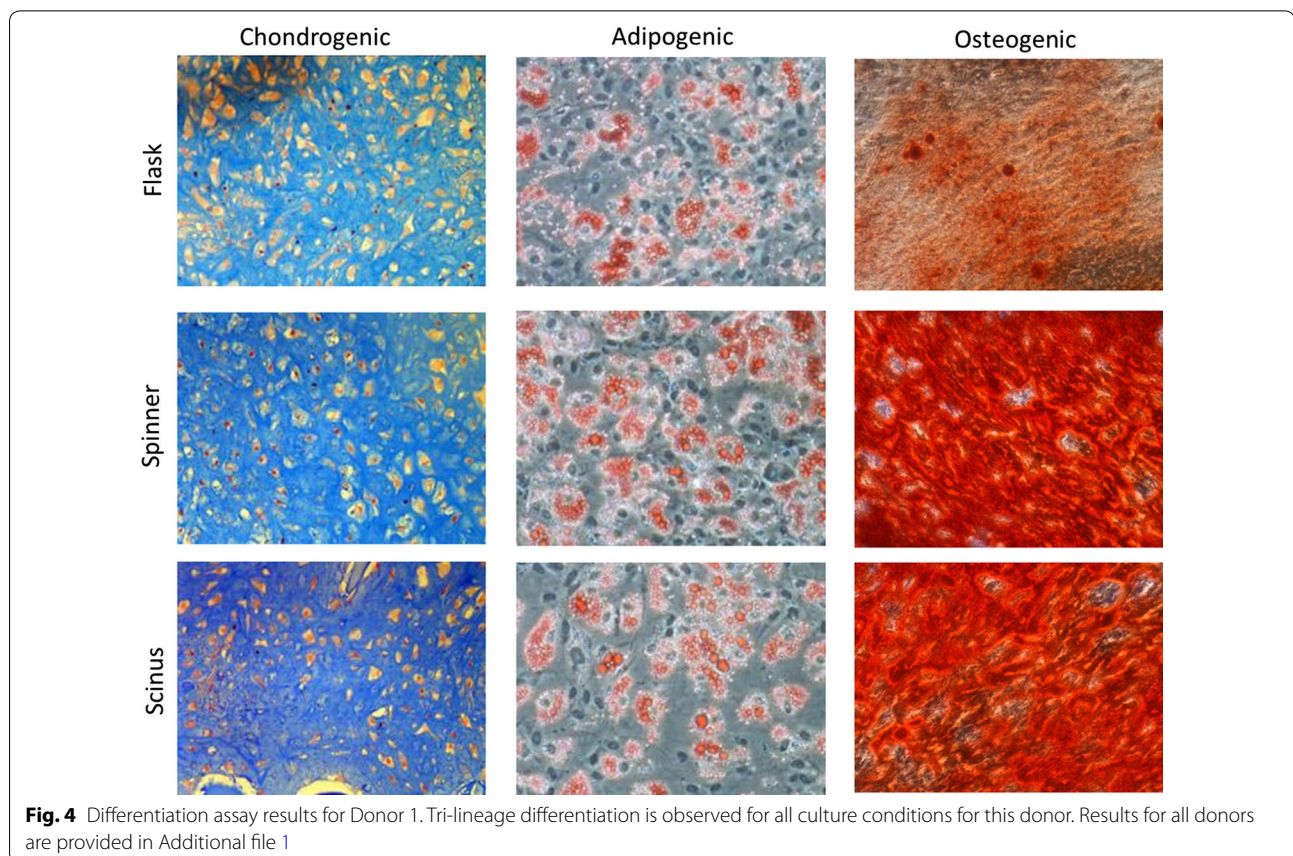 Chondrogenic
Adipogenic
Osteogenic
Flask
Spinner
Scinus
Fig. 4 Differentiation assay results for Donor 1. Tri-lineage differentiation is observed for all culture conditions for this donor. Results for all donors
are provided in Additional file 1